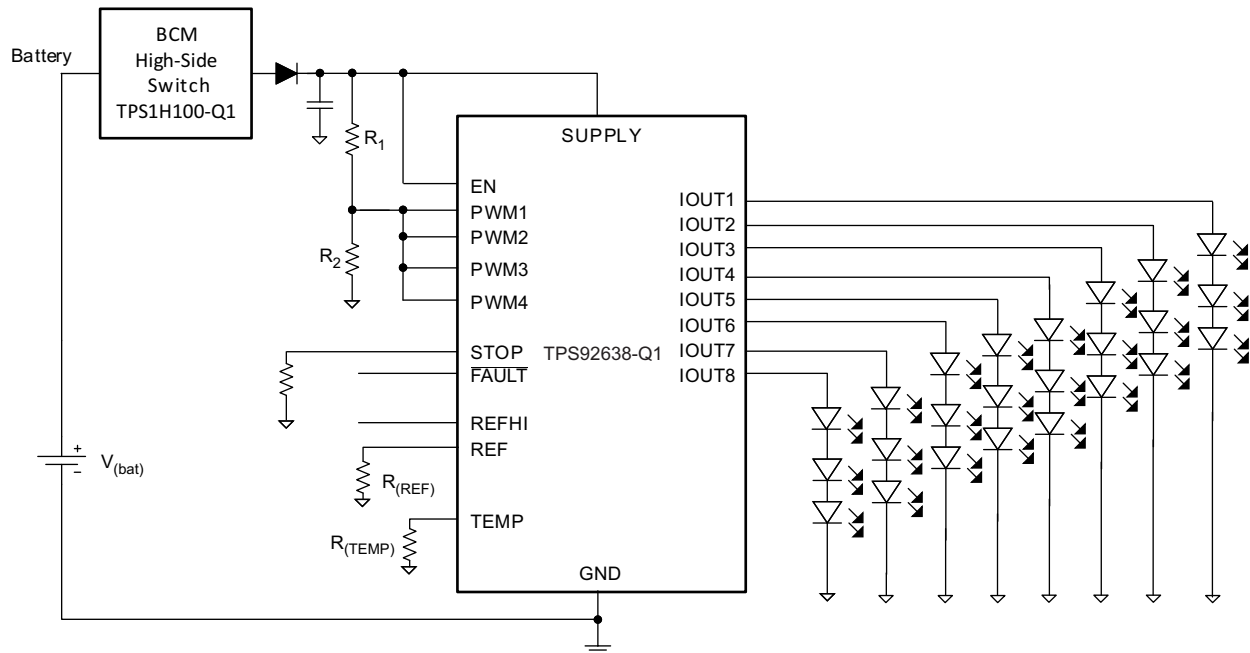 Battery
BCM
High-Side
Switch
TPS1H100-Q1
R1
R2
SUPPLY
EN
PWM1
PWM2
PWM3
PWM4
STOP
FAULT
REFHI
REF
TEMP
TPS92638-Q1
GND
IOUT1
IOUT2
IOUT3
IOUT4
IOUT5
IOUT6
IOUT7
IOUT8
R(REF)
R(TEMP)
+
−
V(bat)